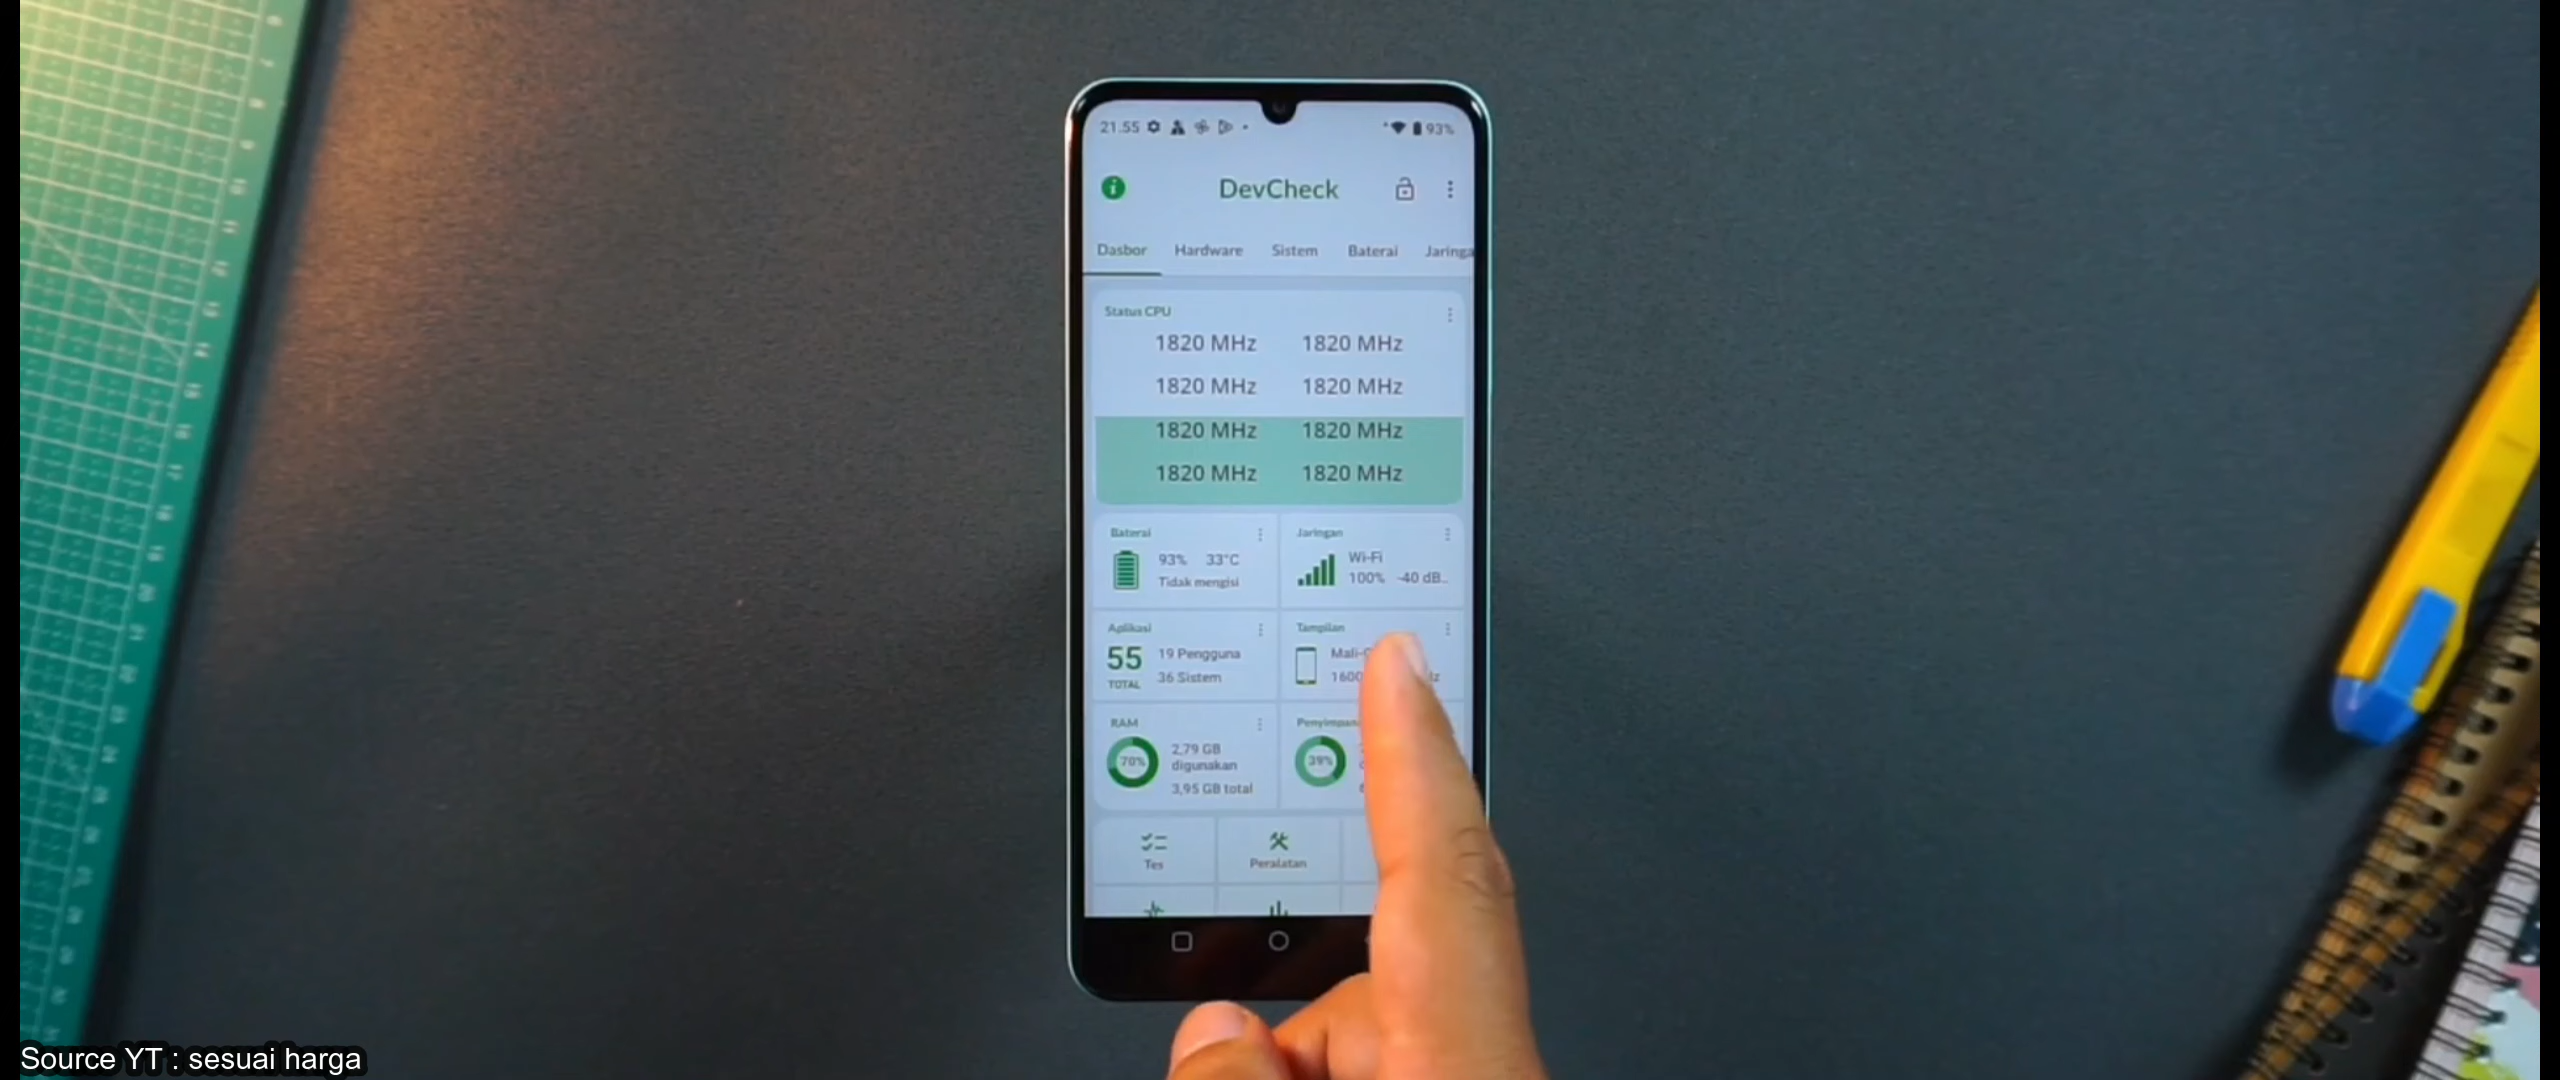 21.55
93%
DevCheck
Dasbor Hardware Sistem Baterai Jaringa
Status CPU
1820 MHz 1820 MHz
1820 MHz 1820 MHz
1820 MHz 1820 MHz
1820 MHz 1820 MHz
Baterai
93% 33°C
Tidak mengisi
Jaringan
Wi-Fi
100% -40 dB...
Aplikasi
55
TOTAL
19 Pengguna
36 Sistem
Tampilan
RAM
70%
2,79 GB
digunakan
3,95 GB total
39%
Tes
Peralatan
Source YT : sesuai harga